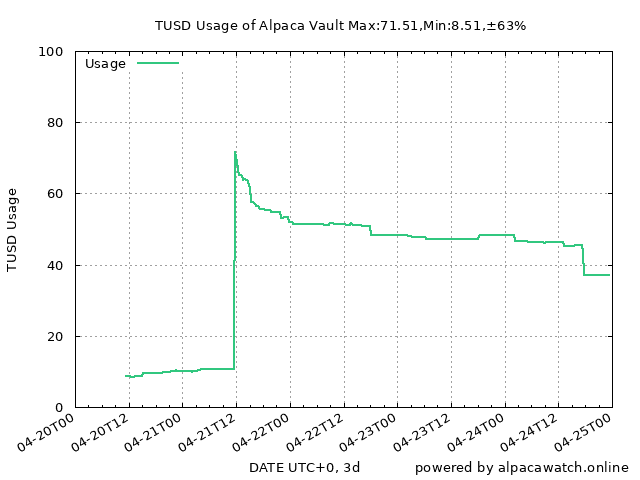 TUSD Usage of Alpaca Vault Max:71.51,Min:8.51,±63%
Usage
TUSD Usage
100
80
60
40
20
0
04-20T00
04-20T12
04-21T00
04-21T12
04-22T00
04-22T12
04-23T00
04-23T12
04-24T00
04-24T12
04-25T00
DATE UTC+0, 3d
powered by alpacawatch.online